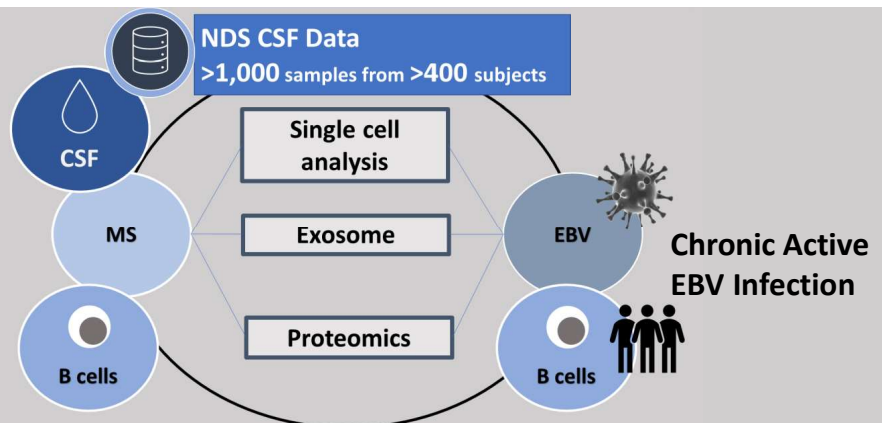 NDS CSF Data
>1,000 samples from >400 subjects
CSF
Single cell
analysis
MS
Exosome
EBV
Chronic Active
EBV Infection
Proteomics
B cells
B cells